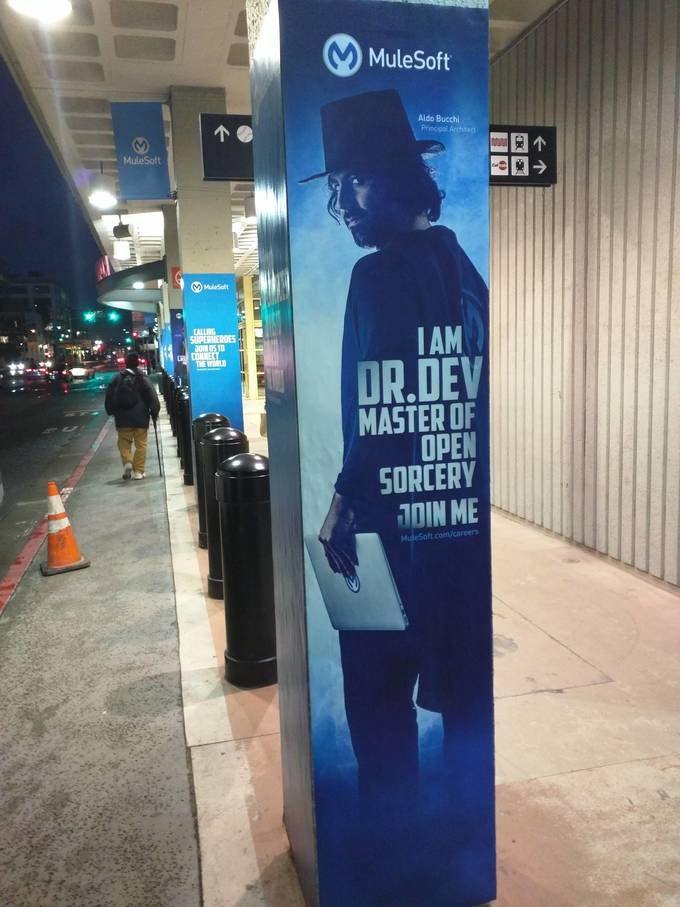 MuleSoft
Aldo Bucchi
Principal Architect
I AM
DR.DEV
MASTER OF
OPEN
SORCERY
JOIN ME
MuleSoft.com/careers
MuleSoft
MuleSoft
CALLING
SUPERHEROES
JOIN US TO
CONNECT
THE WORLD